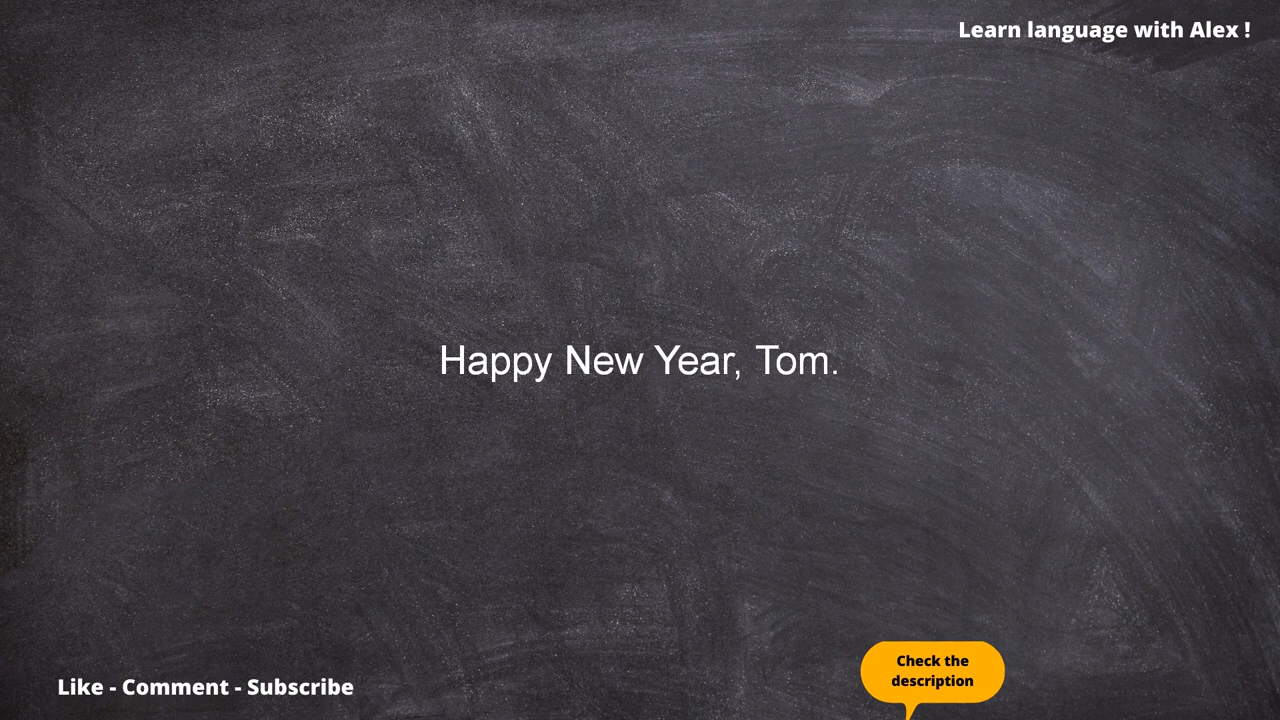 Learn language with Alex !
Happy New Year, Tom.
Check the
description
Like - Comment - Subscribe